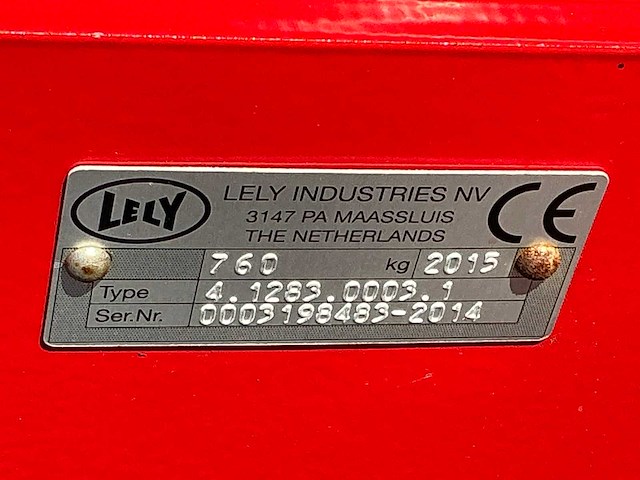 LELY
LELY INDUSTRIES NV
3147 PA MAASSLUIS
THE NETHERLANDS
CE
760 kg 2015
Type 4.1283.0003.1
Ser.Nr. 0003198483-2014